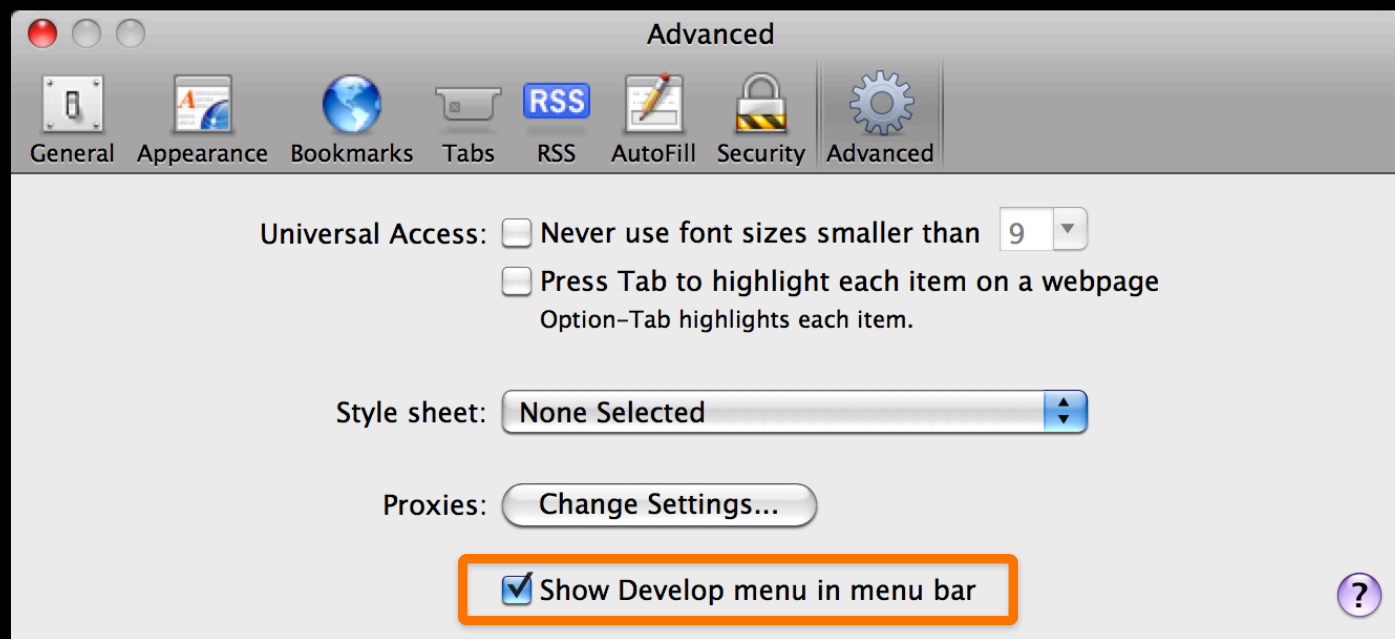 Advanced
RSS
General Appearance Bookmarks Tabs RSS AutoFill Security Advanced
Universal Access: Never use font sizes smaller than 9
Press Tab to highlight each item on a webpage
Option-Tab highlights each item.
Style sheet: None Selected
Proxies: Change Settings...
Show Develop menu in menu bar
?